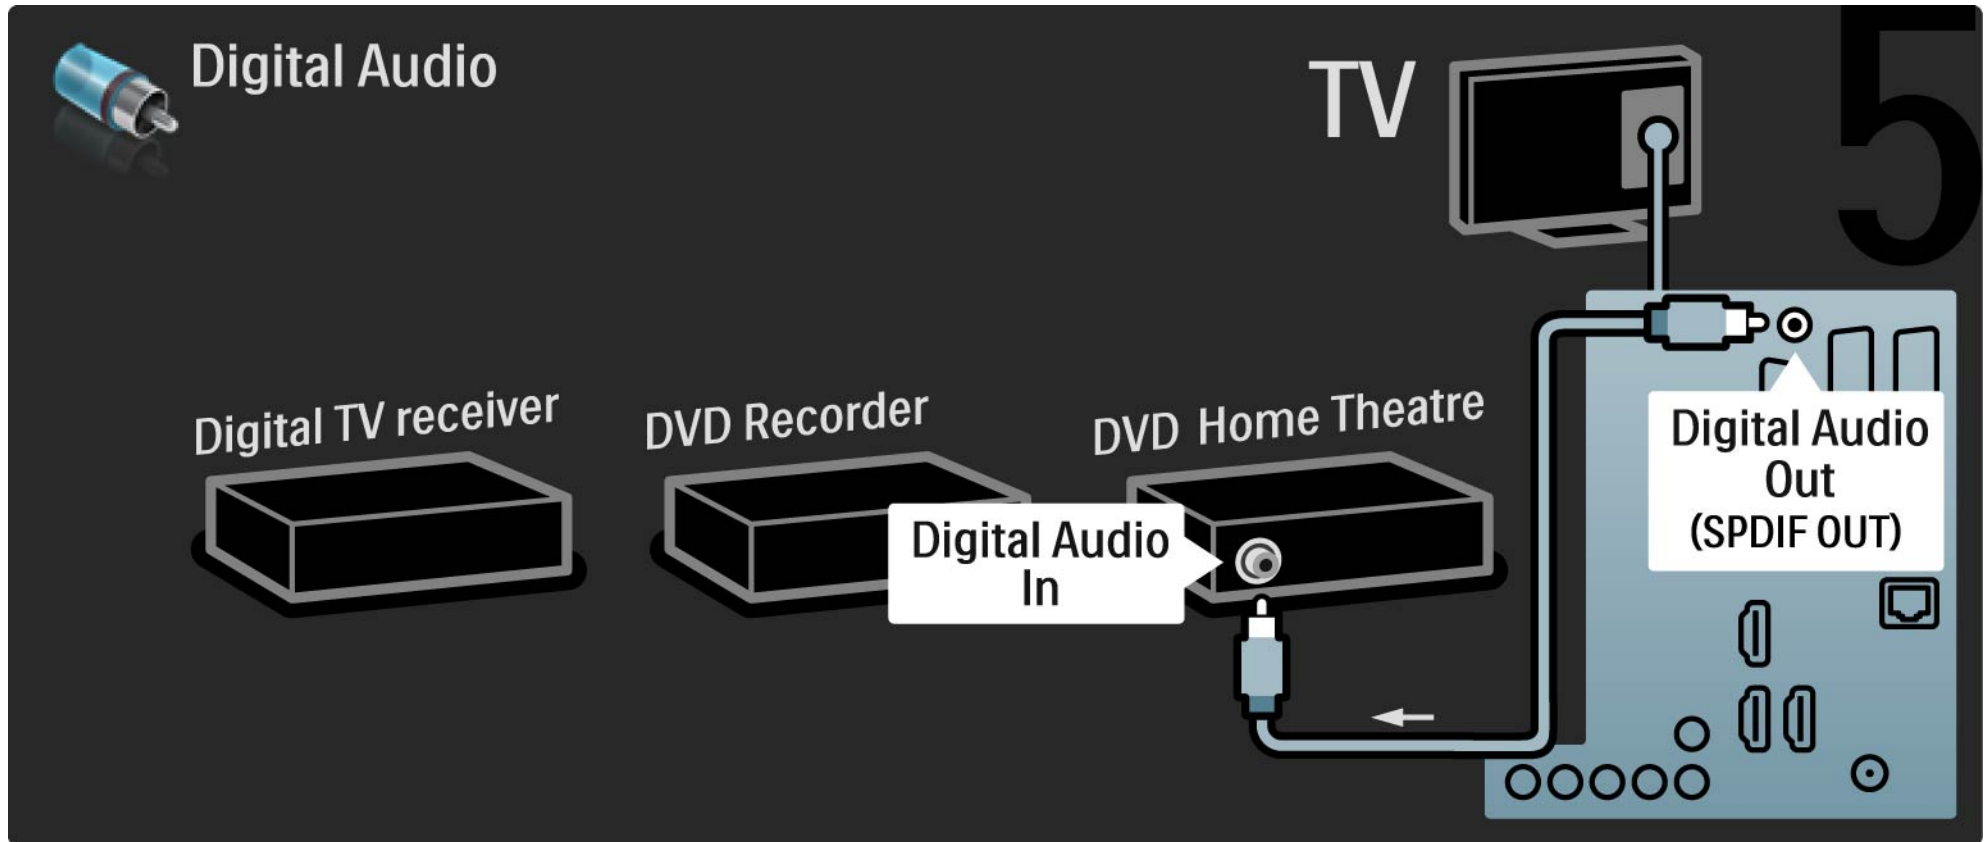 Digital Audio
TV
5
Digital TV receiver
DVD Recorder
DVD Home Theatre
Digital Audio
In
Digital Audio
Out
(SPDIF OUT)